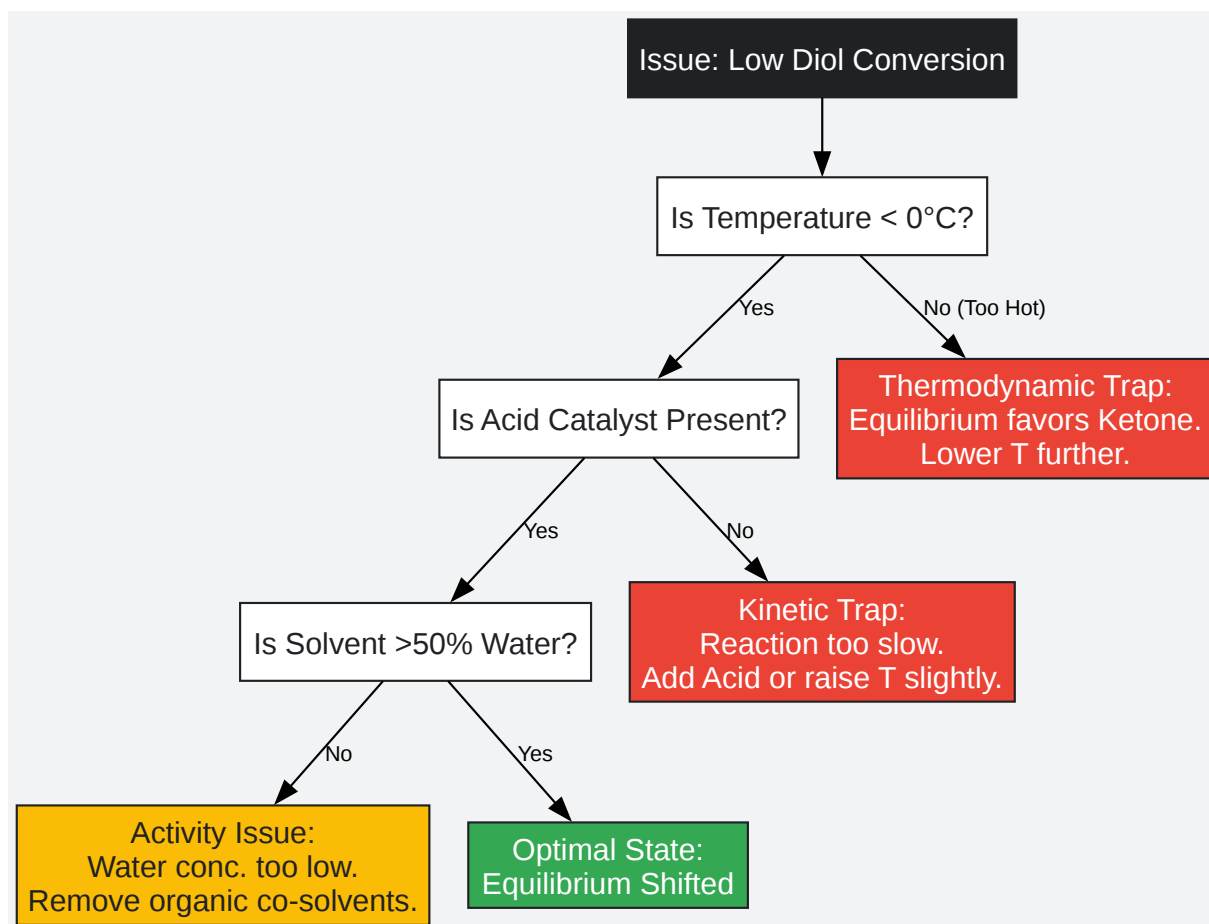 Issue: Low Diol Conversion
Is Temperature < 0°C?
Yes
No (Too Hot)
Thermodynamic Trap:
Equilibrium favors Ketone.
Lower T further.
Is Acid Catalyst Present?
Yes
No
Kinetic Trap:
Reaction too slow.
Add Acid or raise T slightly.
Is Solvent >50% Water?
No
Yes
Activity Issue:
Water conc. too low.
Remove organic co-solvents.
Optimal State:
Equilibrium Shifted